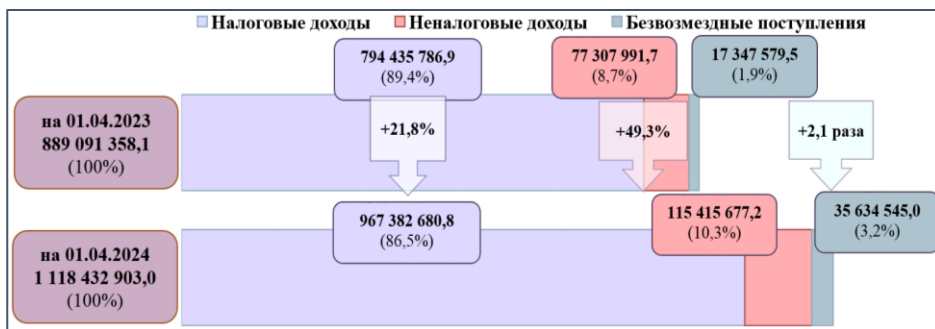 Налоговые доходы
Неналоговые доходы
Безвозмездные поступления
794 435 786,9
(89,4%)
77 307 991,7
(8,7%)
17 347 579,5
(1,9%)
на 01.04.2023
889 091 358,1
(100%)
+21,8%
+49,3%
+2,1 раза
967 382 680,8
(86,5%)
115 415 677,2
(10,3%)
35 634 545,0
(3,2%)
на 01.04.2024
1 118 432 903,0
(100%)